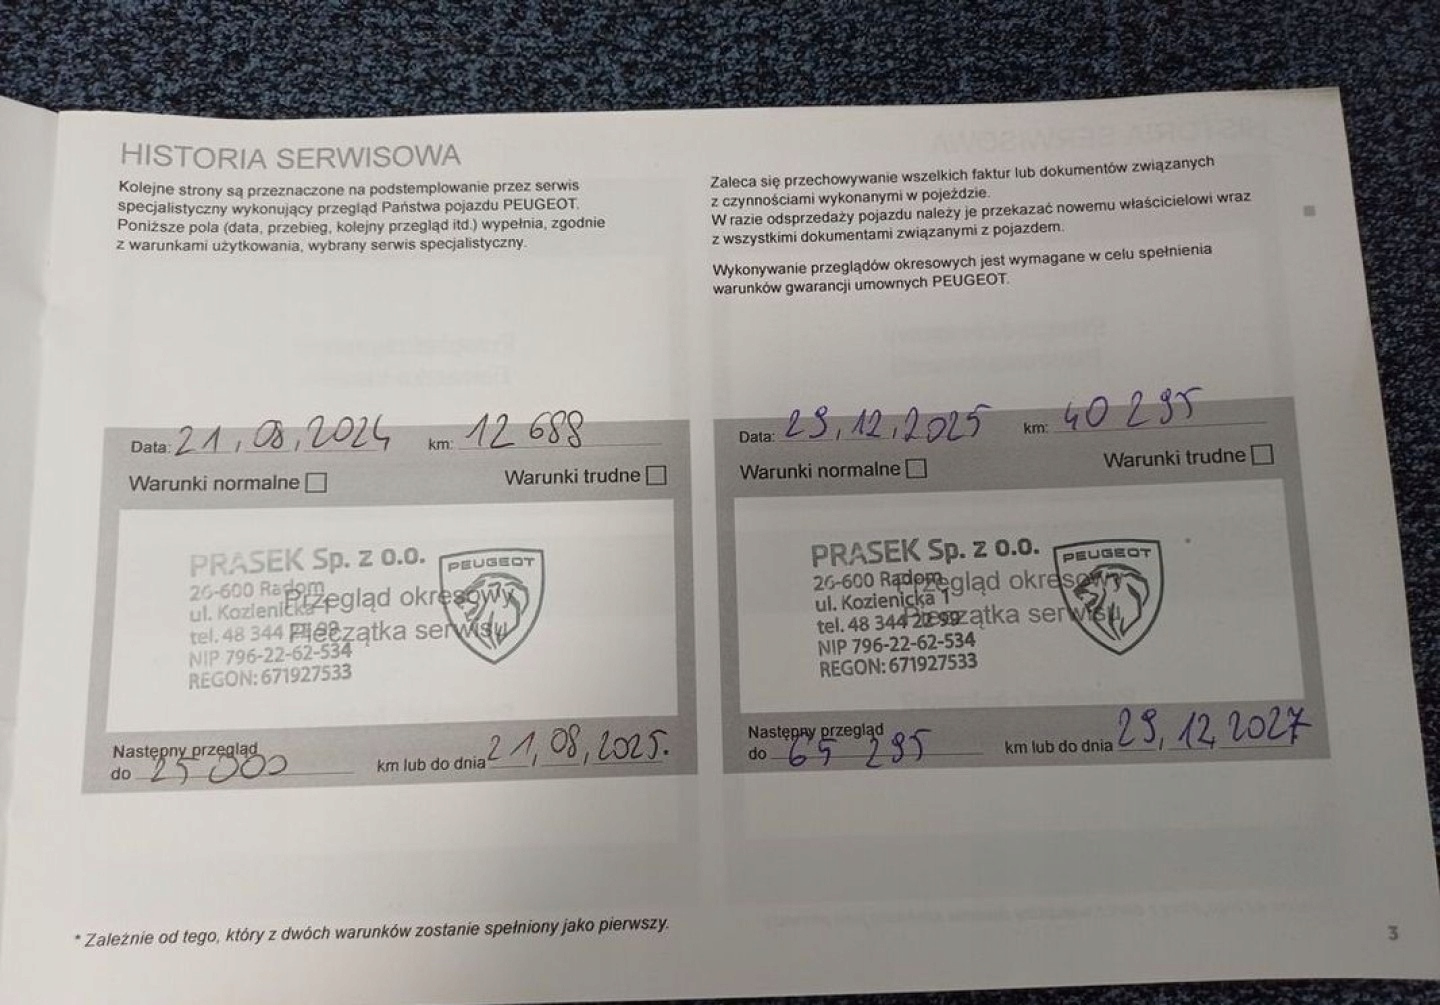 HISTORIA SERWISOWA
Kolejne strony są przeznaczone na podstemplowanie przez serwis
specjalistyczny wykonujący przegląd Państwa pojazdu PEUGEOT.
Poniższe pola (data, przebieg, kolejny przegląd itd.) wypełnia, zgodnie
z warunkami użytkowania, wybrany serwis specjalistyczny.
Zaleca się przechowywanie wszelkich faktur lub dokumentów związanych
z czynnościami wykonanymi w pojeździe.
W razie odsprzedaży pojazdu należy je przekazać nowemu właścicielowi wraz
z wszystkimi dokumentami związanymi z pojazdem.
Wykonywanie przeglądów okresowych jest wymagane w celu spełnienia
warunków gwarancji umownych PEUGEOT.
Data: 21,08,2024 km: 12 688
Warunki normalne Warunki trudne
PRASEK Sp. z o.o.
PEUGEOT
26-600 Radom
Przegląd okresowy
ul. Kozienicka 1
Pieczątka serwisu
tel. 48 344
NIP 796-22-62-534
REGON: 671927533
Następny przegląd
do 25 000 km lub do dnia 21,08,2025.
Data: 29,12,2025 km: 40 295
Warunki normalne Warunki trudne
PRASEK Sp. z o.o.
PEUGEOT
26-600 Radom
Przegląd okresowy
ul. Kozienicka 1
Pieczątka serwisu
tel. 48 344 22 99
NIP 796-22-62-534
REGON: 671927533
Następny przegląd
do 65 295 km lub do dnia 29,12,2027
* Zależnie od tego, który z dwóch warunków zostanie spełniony jako pierwszy.
3